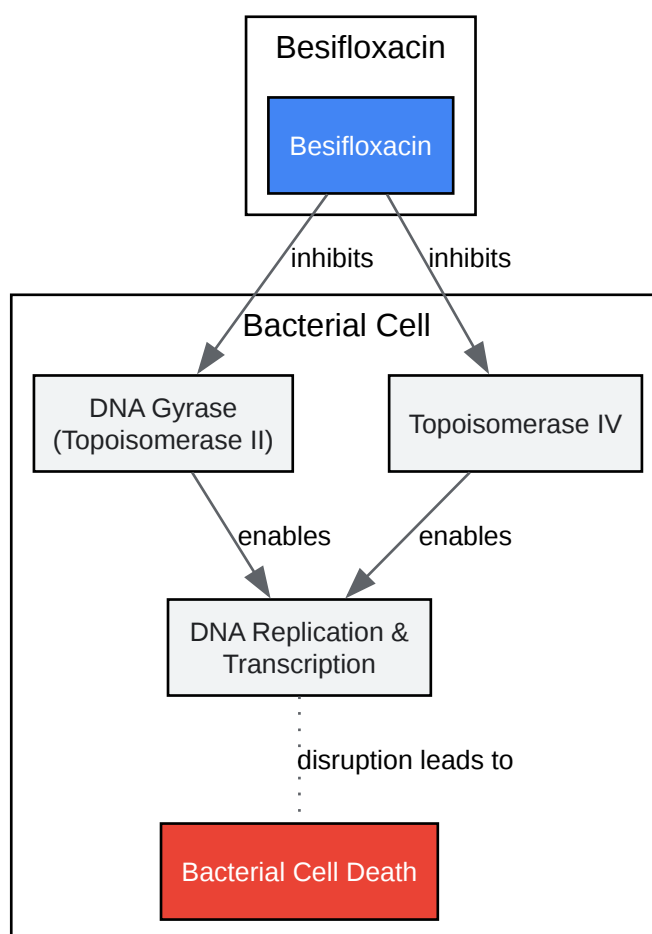 Besifloxacin
Besifloxacin
inhibits
inhibits
Bacterial Cell
DNA Gyrase
(Topoisomerase II)
Topoisomerase IV
enables
enables
DNA Replication &
Transcription
disruption leads to
Bacterial Cell Death